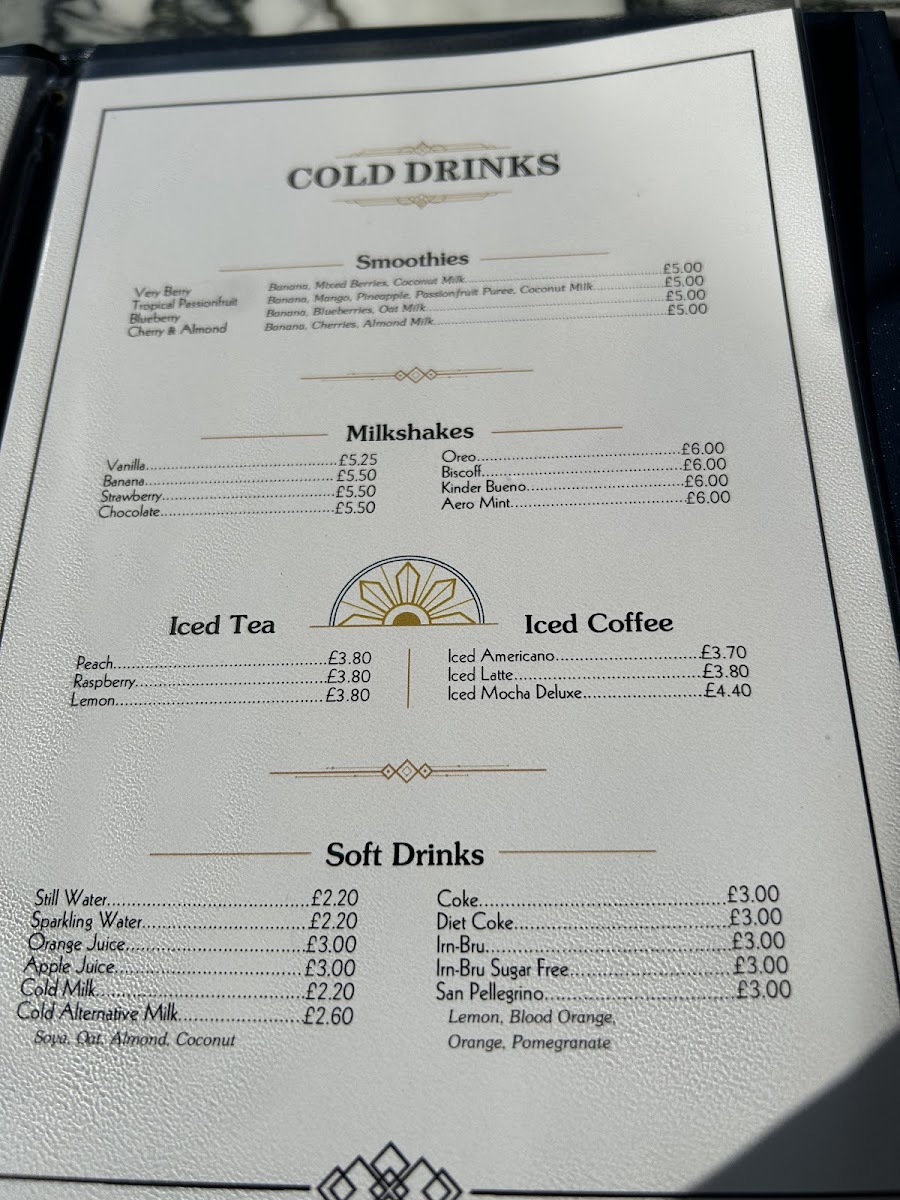 COLD DRINKS
Smoothies
Very Berry Banana, Mixed Berries, Coconut Milk £5.00
Tropical Passionfruit Banana, Mango, Pineapple, Passionfruit Puree, Coconut Milk £5.00
Blueberry Banana, Blueberries, Oat Milk £5.00
Cherry & Almond Banana, Cherries, Almond Milk £5.00
Milkshakes
Vanilla £5.25
Banana £5.50
Strawberry £5.50
Chocolate £5.50
Oreo £6.00
Biscoff £6.00
Kinder Bueno £6.00
Aero Mint £6.00
Iced Tea
Peach £3.80
Raspberry £3.80
Lemon £3.80
Iced Coffee
Iced Americano £3.70
Iced Latte £3.80
Iced Mocha Deluxe £4.40
Soft Drinks
Still Water £2.20
Sparkling Water £2.20
Orange Juice £3.00
Apple Juice £3.00
Cold Milk £2.20
Cold Alternative Milk £2.60
Soya, Oat, Almond, Coconut
Coke £3.00
Diet Coke £3.00
Irn-Bru £3.00
Irn-Bru Sugar Free £3.00
San Pellegrino £3.00
Lemon, Blood Orange,
Orange, Pomegranate